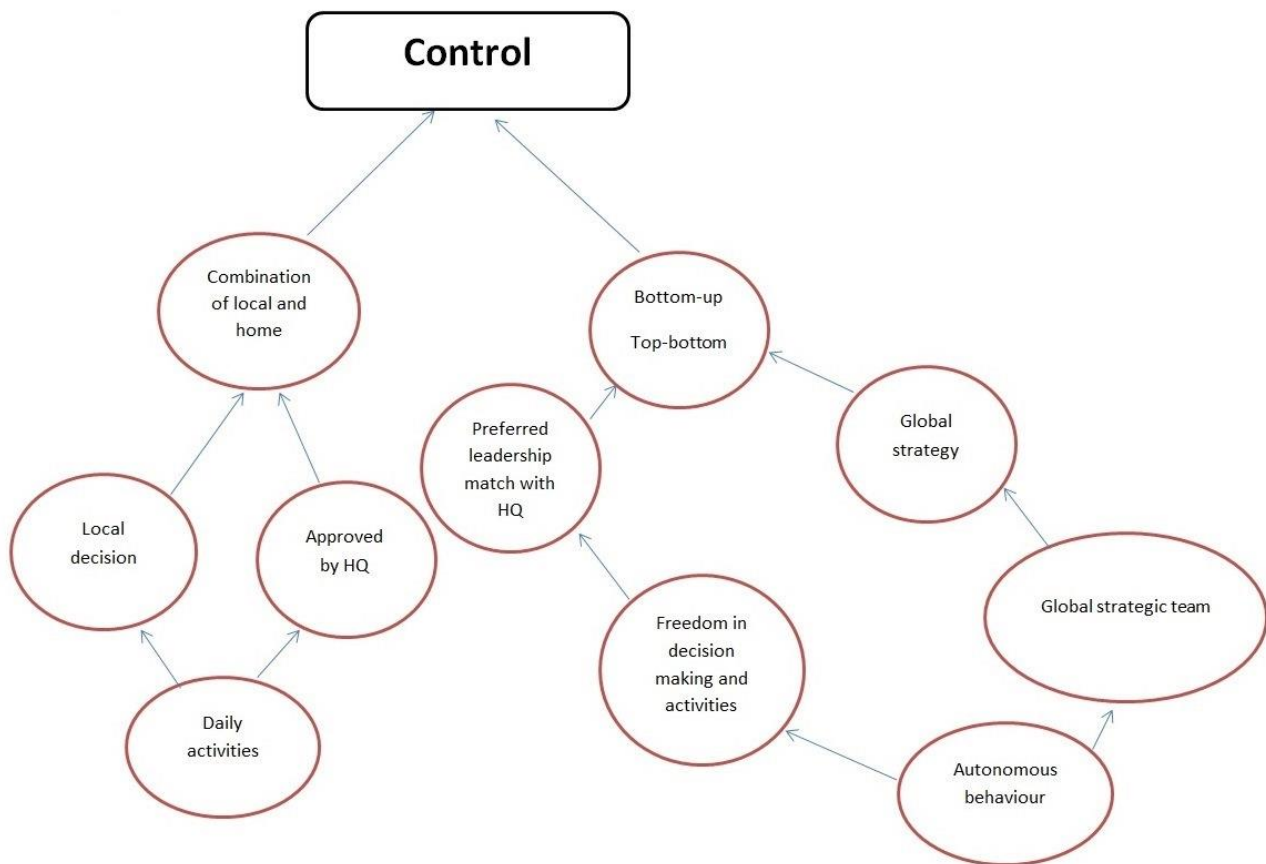 Control
Combination
of local and
home
Bottom-up
Top-bottom
Preferred
leadership
match with
HQ
Global
strategy
Local
decision
Approved
by HQ
Global strategic team
Freedom in
decision
making and
activities
Daily
activities
Autonomous
behaviour